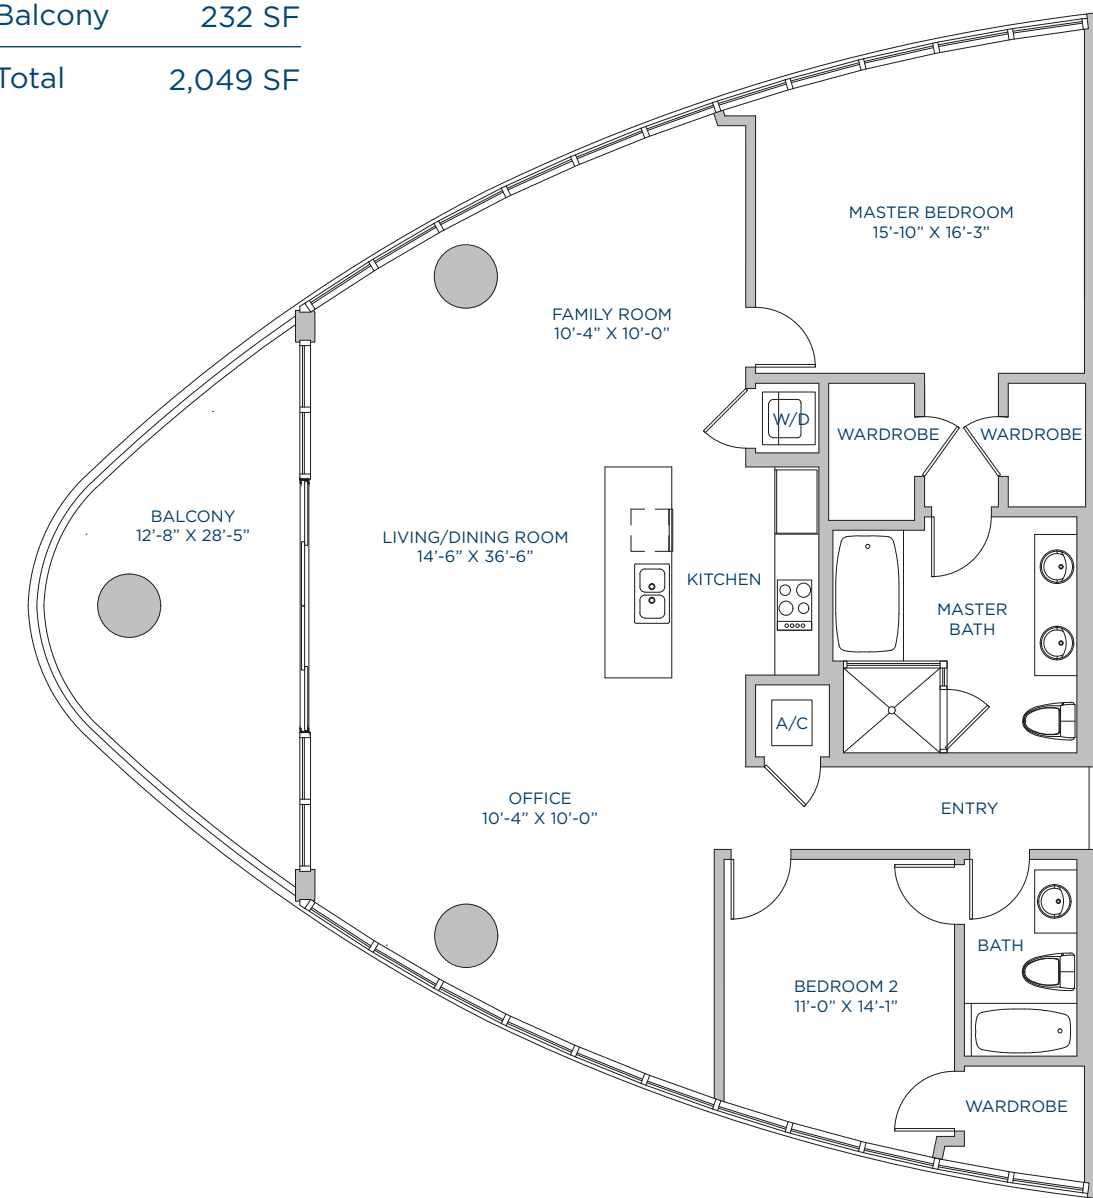 Balcony 232 SF
Total 2,049 SF
MASTER BEDROOM
15’-10” X 16’-3”
FAMILY ROOM
10’-4” X 10’-0”
W/D
WARDROBE
WARDROBE
BALCONY
12’-8” X 28’-5”
LIVING/DINING ROOM
14’-6” X 36’-6”
KITCHEN
MASTER
BATH
A/C
OFFICE
10’-4” X 10’-0”
ENTRY
BATH
BEDROOM 2
11’-0” X 14’-1”
WARDROBE